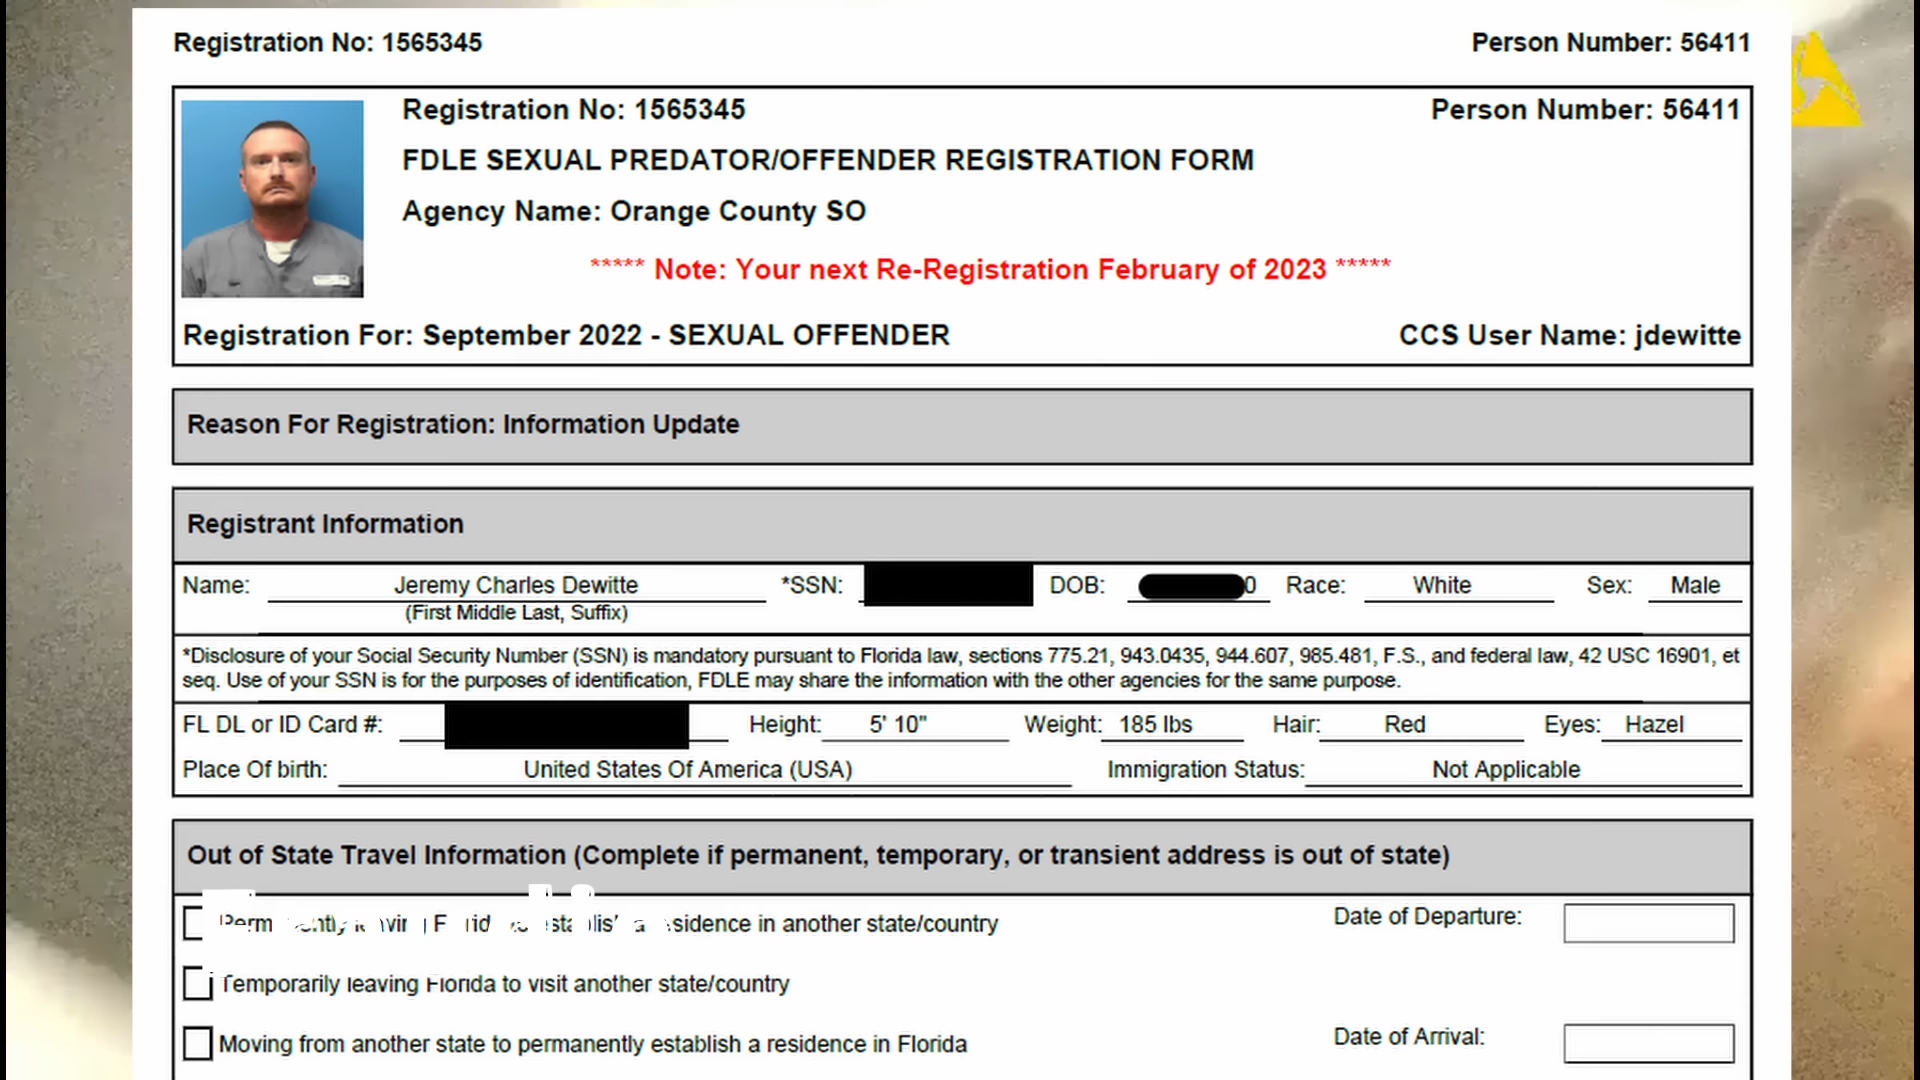 Registration No: 1565345 Person Number: 56411
Registration No: 1565345 Person Number: 56411
FDLE SEXUAL PREDATOR/OFFENDER REGISTRATION FORM
Agency Name: Orange County SO
***** Note: Your next Re-Registration February of 2023 *****
Registration For: September 2022 - SEXUAL OFFENDER CCS User Name: jdewitte
Reason For Registration: Information Update
Registrant Information
Name: Jeremy Charles Dewitte *SSN: DOB: 0 Race: White Sex: Male
(First Middle Last, Suffix)
*Disclosure of your Social Security Number (SSN) is mandatory pursuant to Florida law, sections 775.21, 943.0435, 944.607, 985.481, F.S., and federal law, 42 USC 16901, et
seq. Use of your SSN is for the purposes of identification, FDLE may share the information with the other agencies for the same purpose.
FL DL or ID Card #: Height: 5' 10" Weight: 185 lbs Hair: Red Eyes: Hazel
Place Of birth: United States Of America (USA) Immigration Status: Not Applicable
Out of State Travel Information (Complete if permanent, temporary, or transient address is out of state)
in another state/country Date of Departure:
Temporarily leaving Florida to visit another state/country
Moving from another state to permanently establish a residence in Florida Date of Arrival: